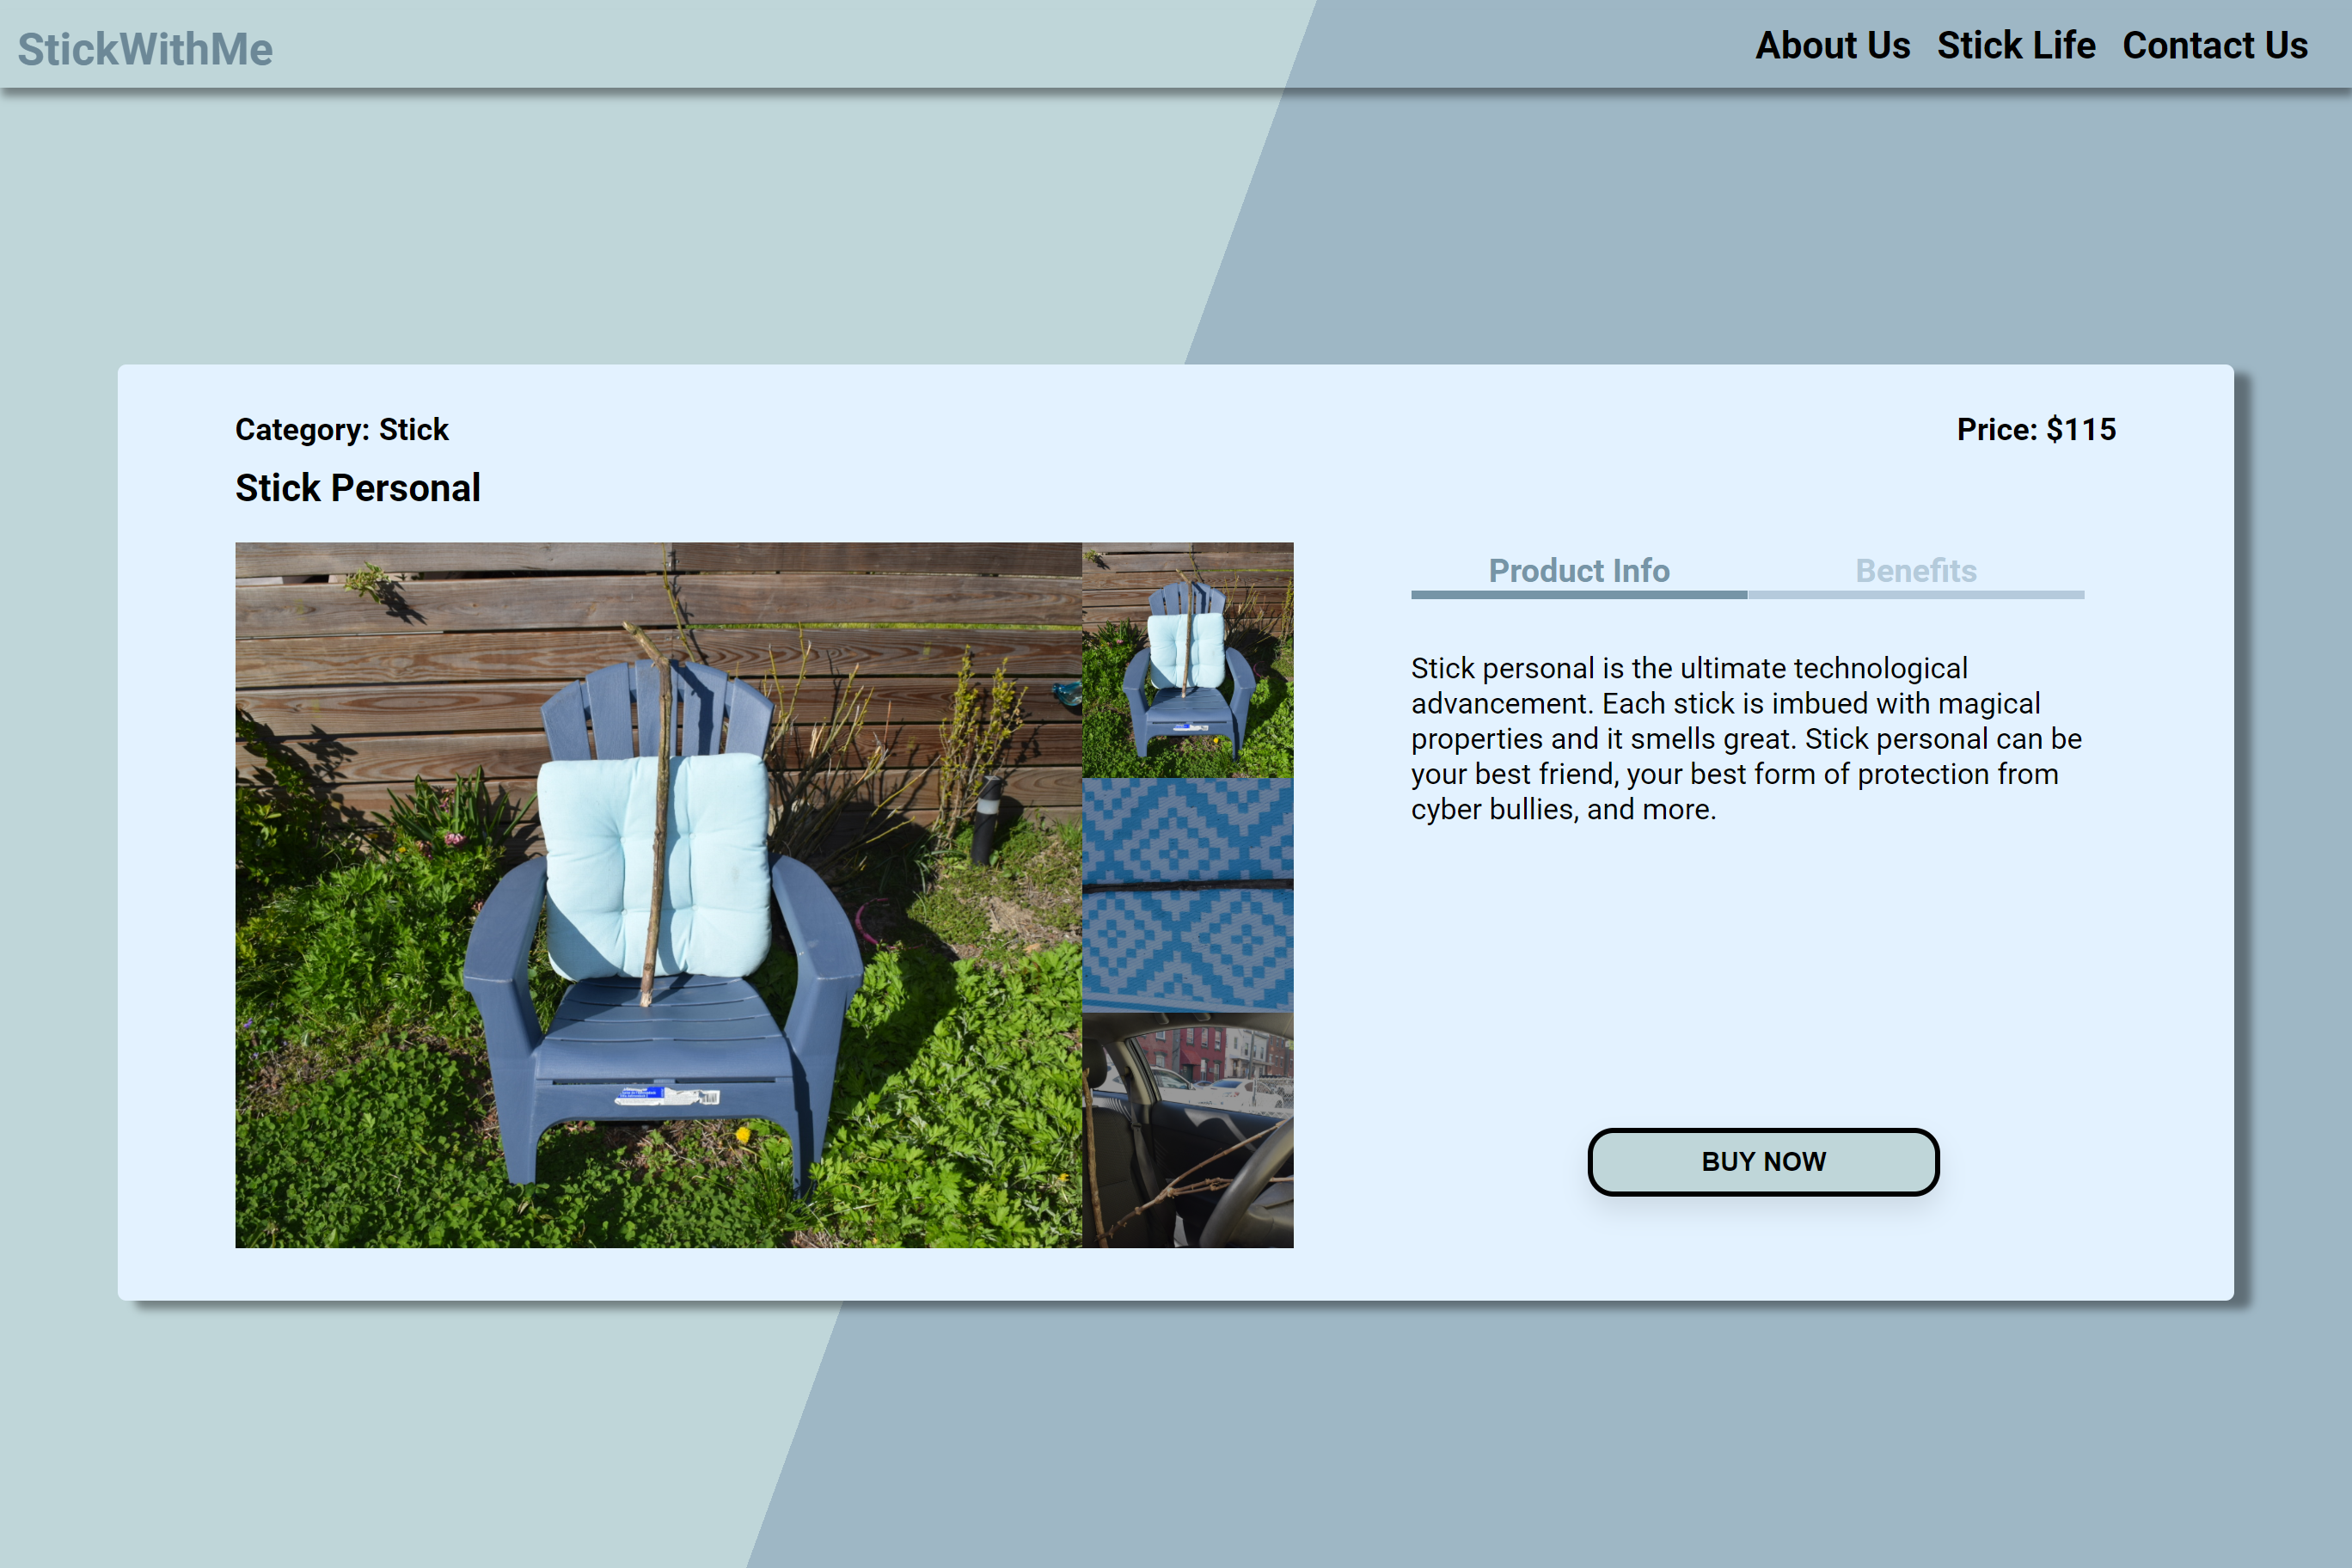 StickWithMe
About Us Stick Life Contact Us
Category: Stick
Price: $115
Stick Personal
Product Info
Benefits
Stick personal is the ultimate technological
advancement. Each stick is imbued with magical
properties and it smells great. Stick personal can be
your best friend, your best form of protection from
cyber bullies, and more.
BUY NOW